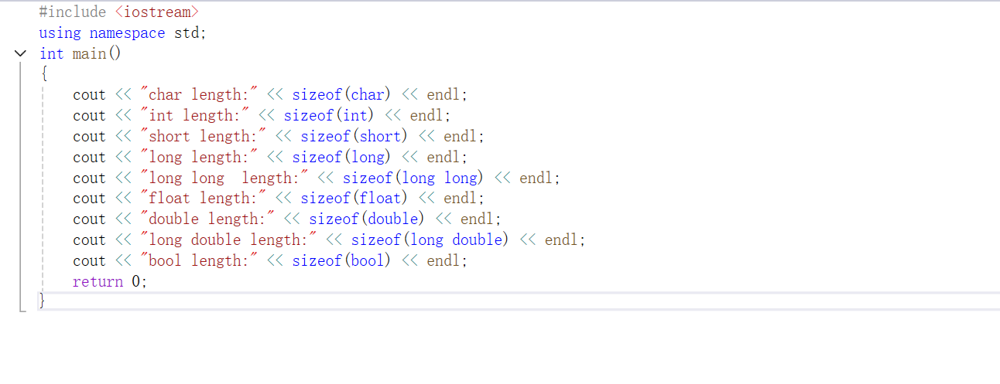 #include <iostream>
using namespace std;
int main()
{
cout << "char length:" << sizeof(char) << endl;
cout << "int length:" << sizeof(int) << endl;
cout << "short length:" << sizeof(short) << endl;
cout << "long length:" << sizeof(long) << endl;
cout << "long long  length:" << sizeof(long long) << endl;
cout << "float length:" << sizeof(float) << endl;
cout << "double length:" << sizeof(double) << endl;
cout << "long double length:" << sizeof(long double) << endl;
cout << "bool length:" << sizeof(bool) << endl;
return 0;
}